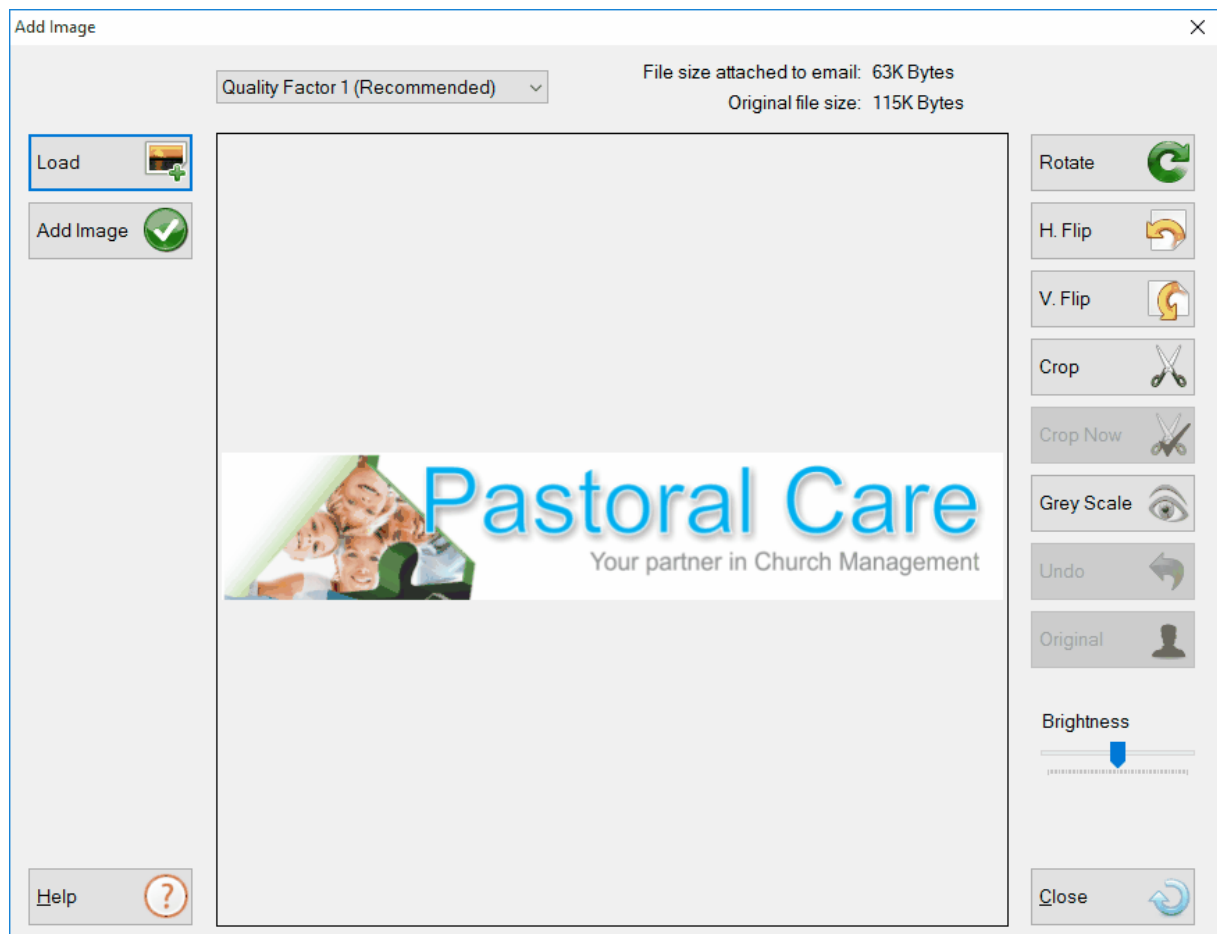 Add Image
Quality Factor 1 (Recommended)
File size attached to email: 63K Bytes
Original file size: 115K Bytes
Load
Add Image
Pastoral Care
Your partner in Church Management
Rotate
H. Flip
V. Flip
Crop
Crop Now
Grey Scale
Undo
Original
Brightness
Help
?
Close